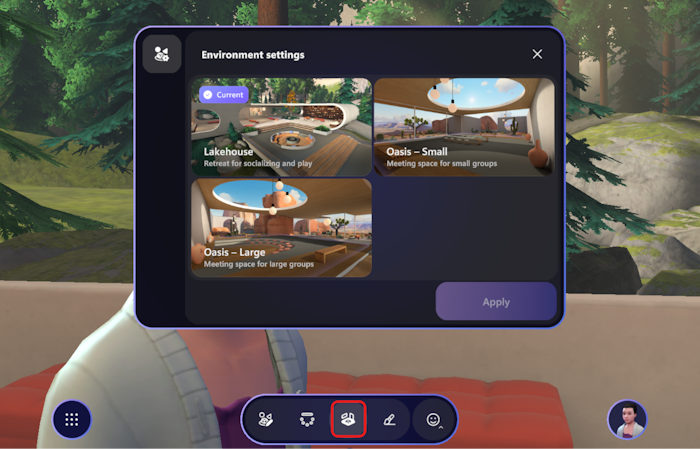 Environment settings
Current
Lakehouse
Retreat for socializing and play
Oasis – Small
Meeting space for small groups
Oasis – Large
Meeting space for large groups
Apply